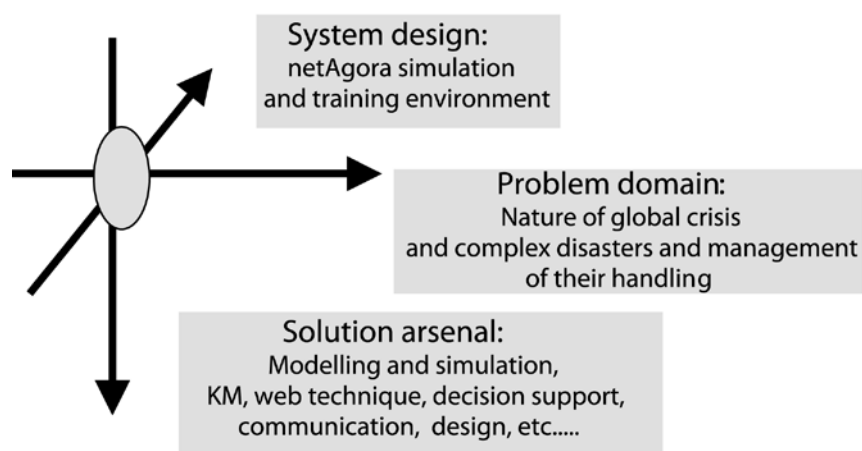 System design:
netAgora simulation
and training environment
Problem domain:
Nature of global crisis
and complex disasters and management
of their handling
Solution arsenal:
Modelling and simulation,
KM, web technique, decision support,
communication, design, etc.....